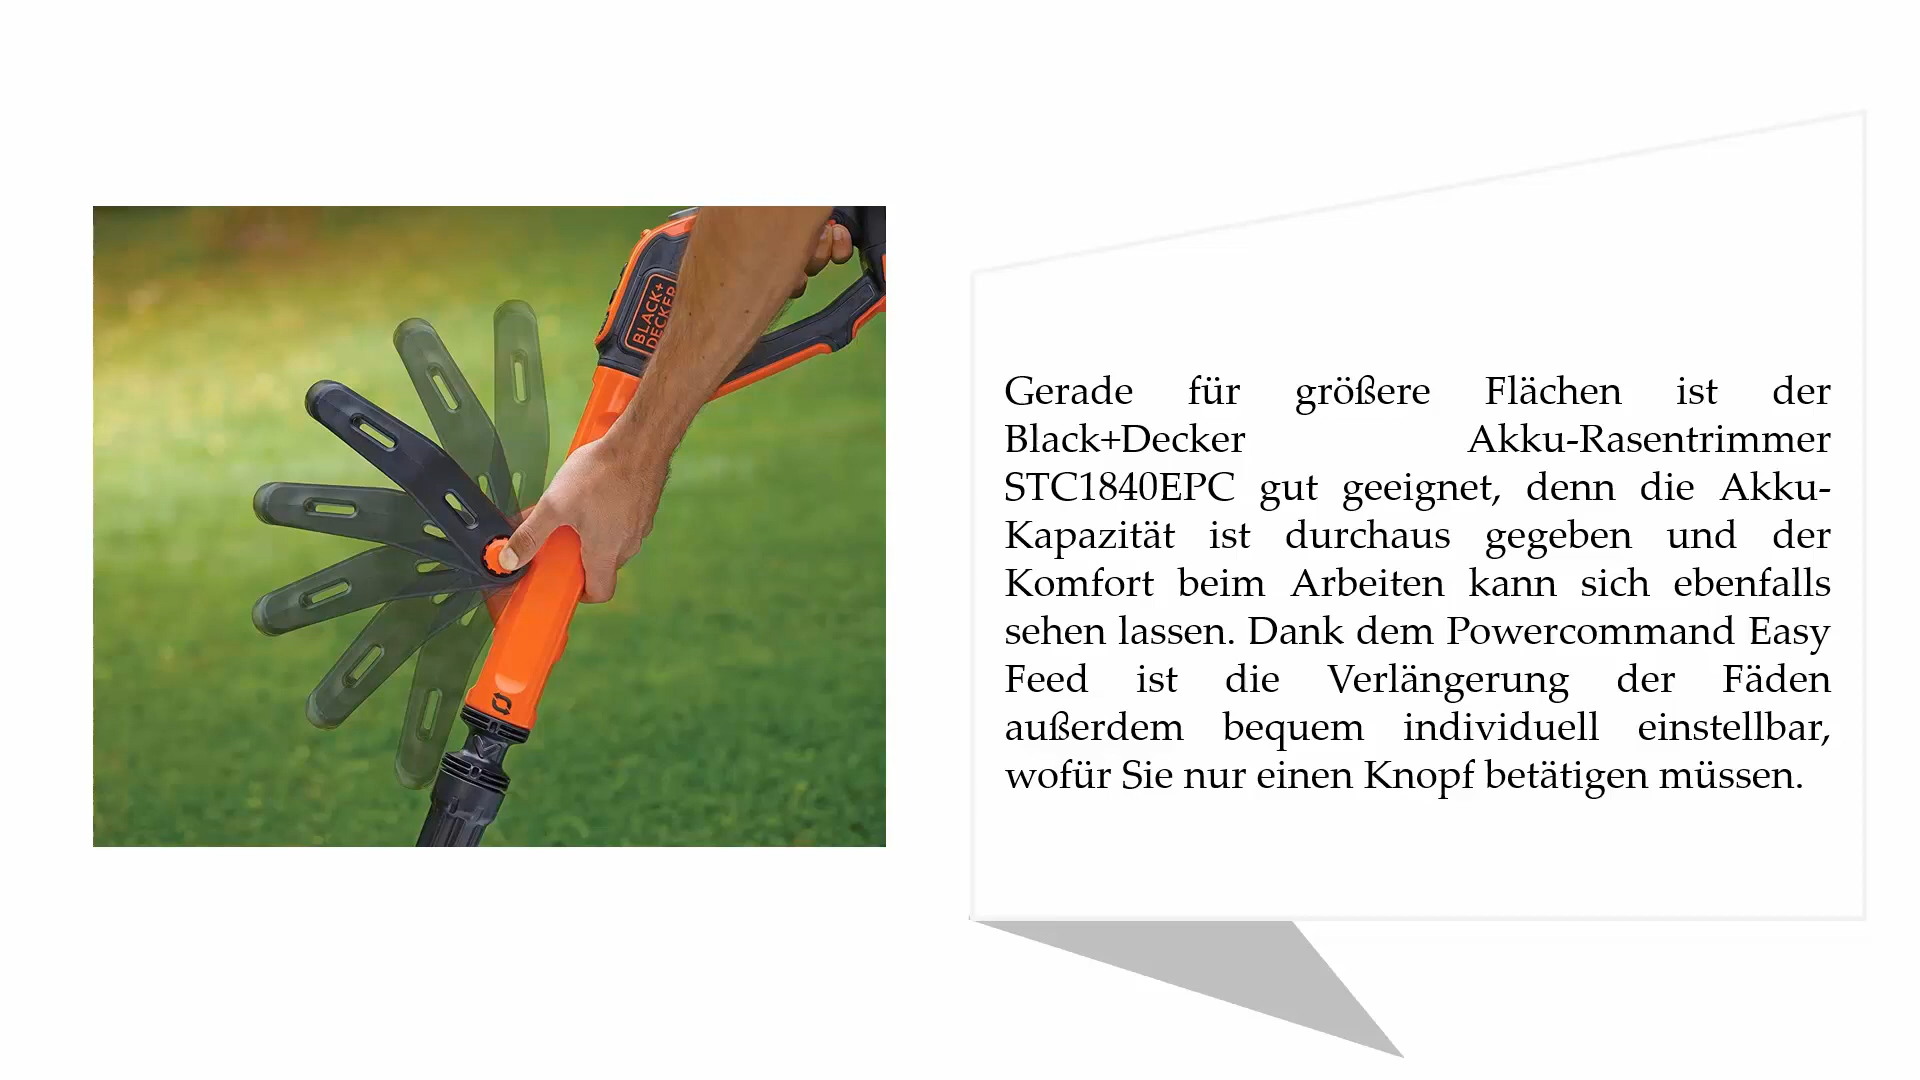 BLACK+
DECKER
Gerade für größere Flächen ist der
Black+Decker Akku-Rasentrimmer
STC1840EPC gut geeignet, denn die Akku-
Kapazität ist durchaus gegeben und der
Komfort beim Arbeiten kann sich ebenfalls
sehen lassen. Dank dem Powercommand Easy
Feed ist die Verlängerung der Fäden
außerdem bequem individuell einstellbar,
wofür Sie nur einen Knopf betätigen müssen.